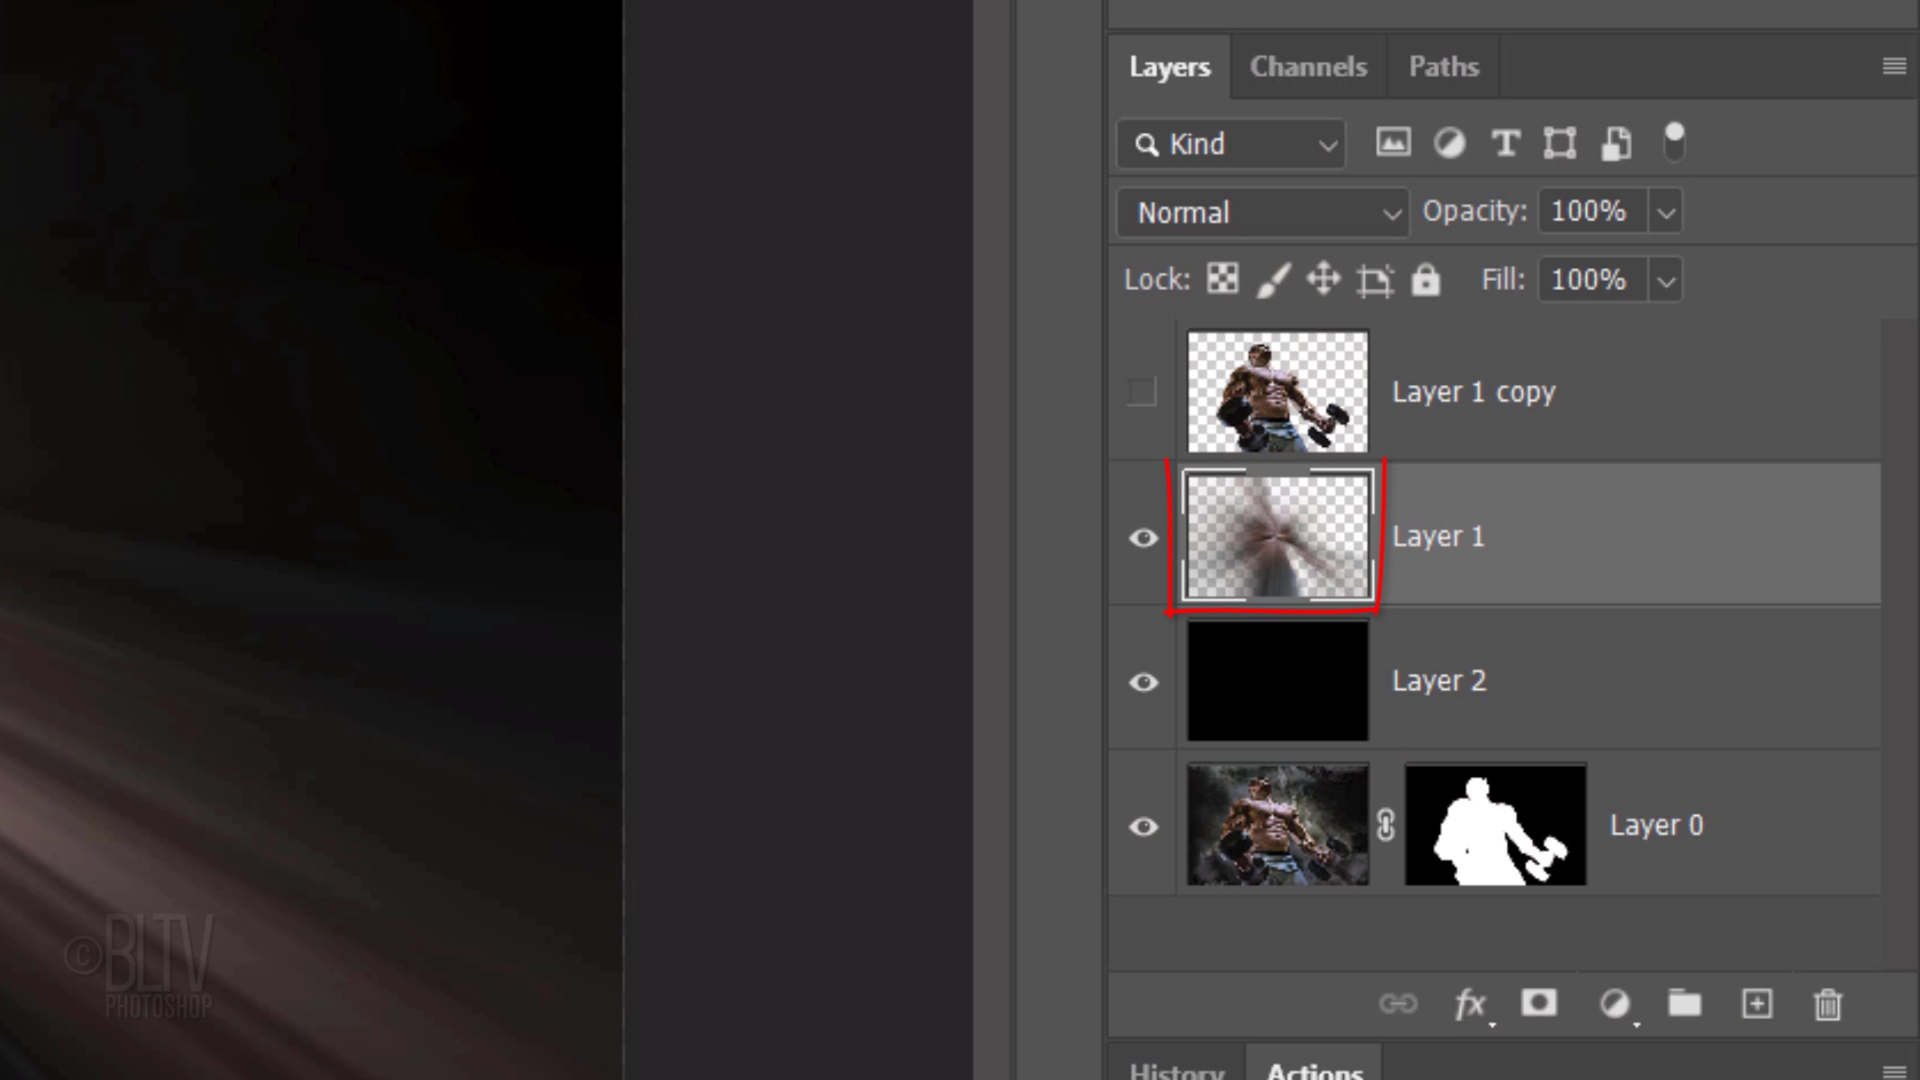 Layers Channels Paths
Kind
Normal Opacity: 100%
Lock: Fill: 100%
Layer 1 copy
Layer 1
Layer 2
Layer 0
fx
History Actions
©BLTV
PHOTOSHOP